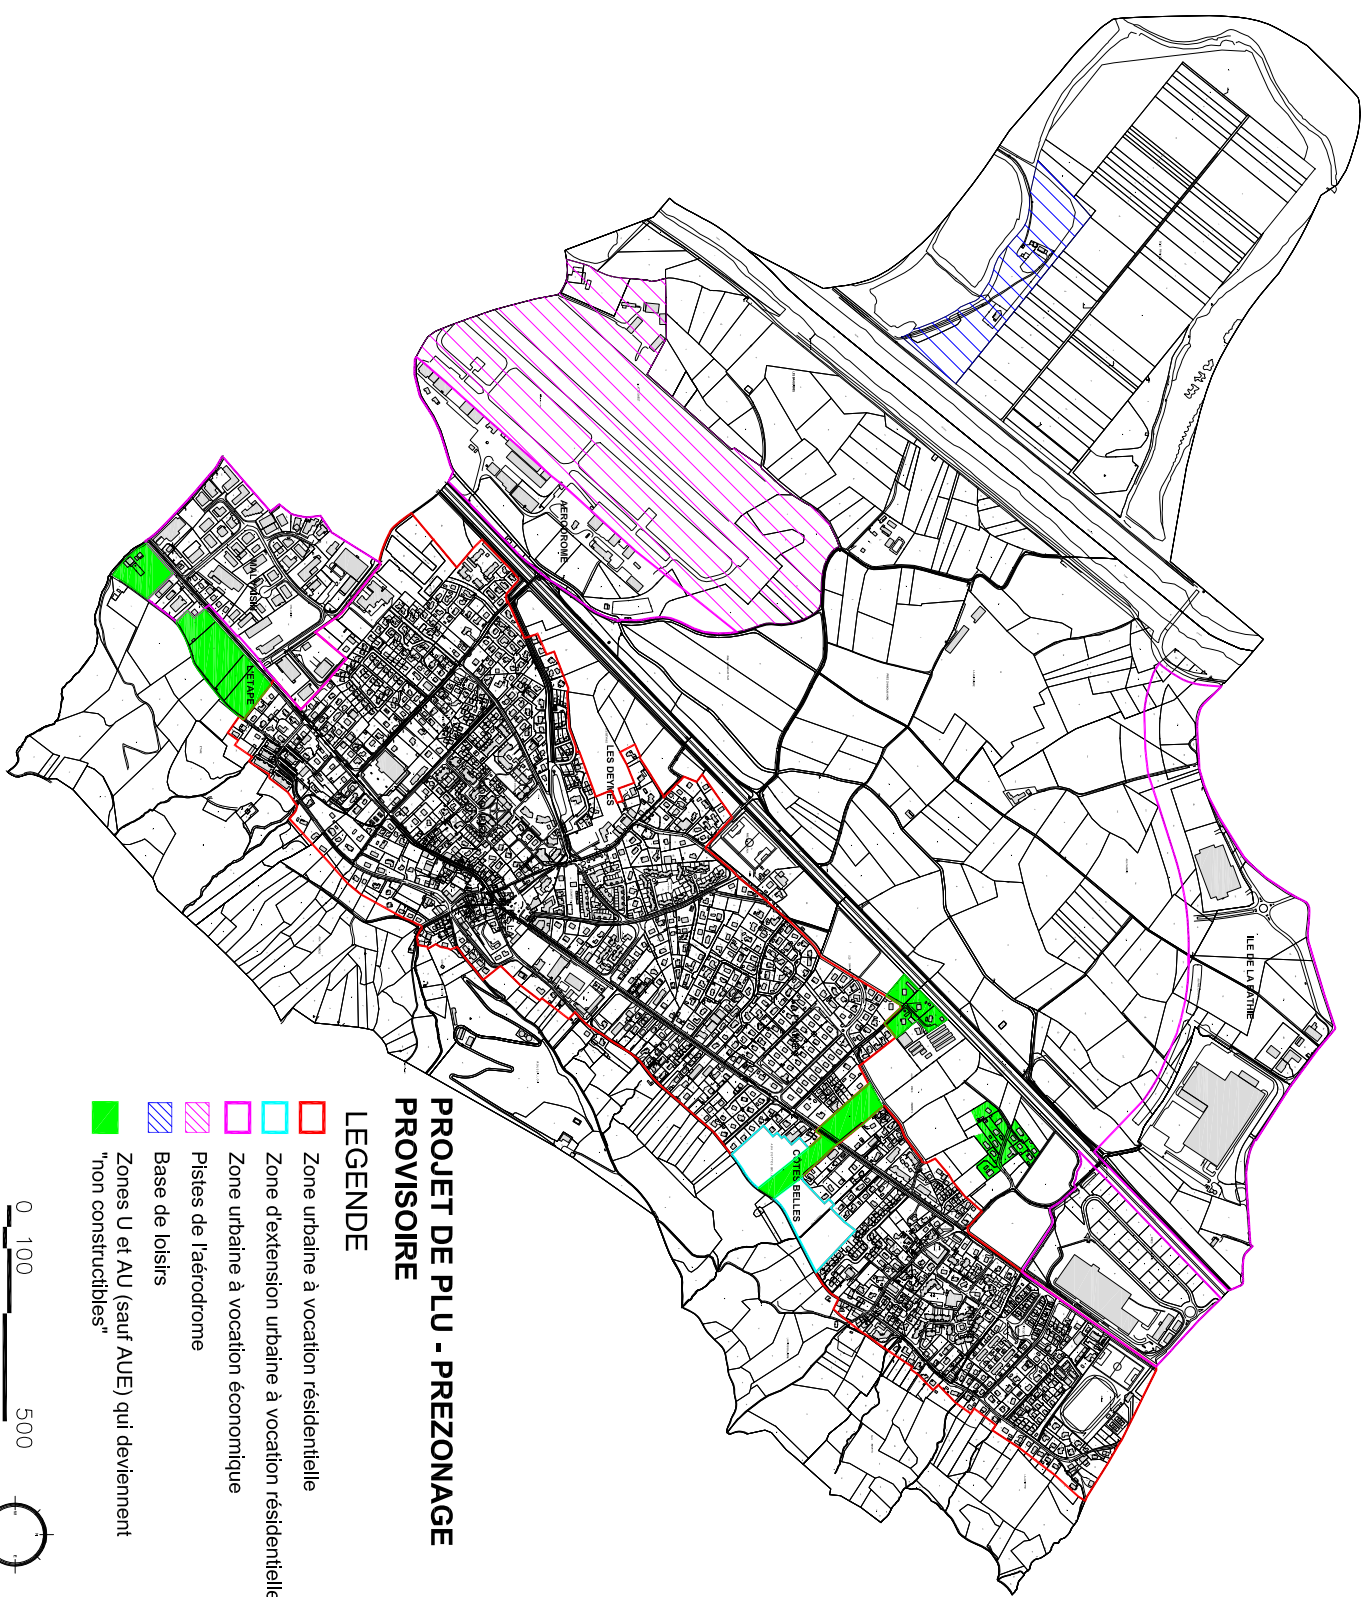 PROJET DE PLU - PREZONAGE
PROVISOIRE
LEGENDE
Zone urbaine à vocation résidentielle
Zone d'extension urbaine à vocation résidentielle
Zone urbaine à vocation économique
Pistes de l'aérodrome
Base de loisirs
Zones U et AU (sauf AUE) qui deviennent
"non constructibles"
0 100 500
AERODROME
L'ETAPE
LES DEYMES
COTES BELLES
ILE DE LA BATHIE